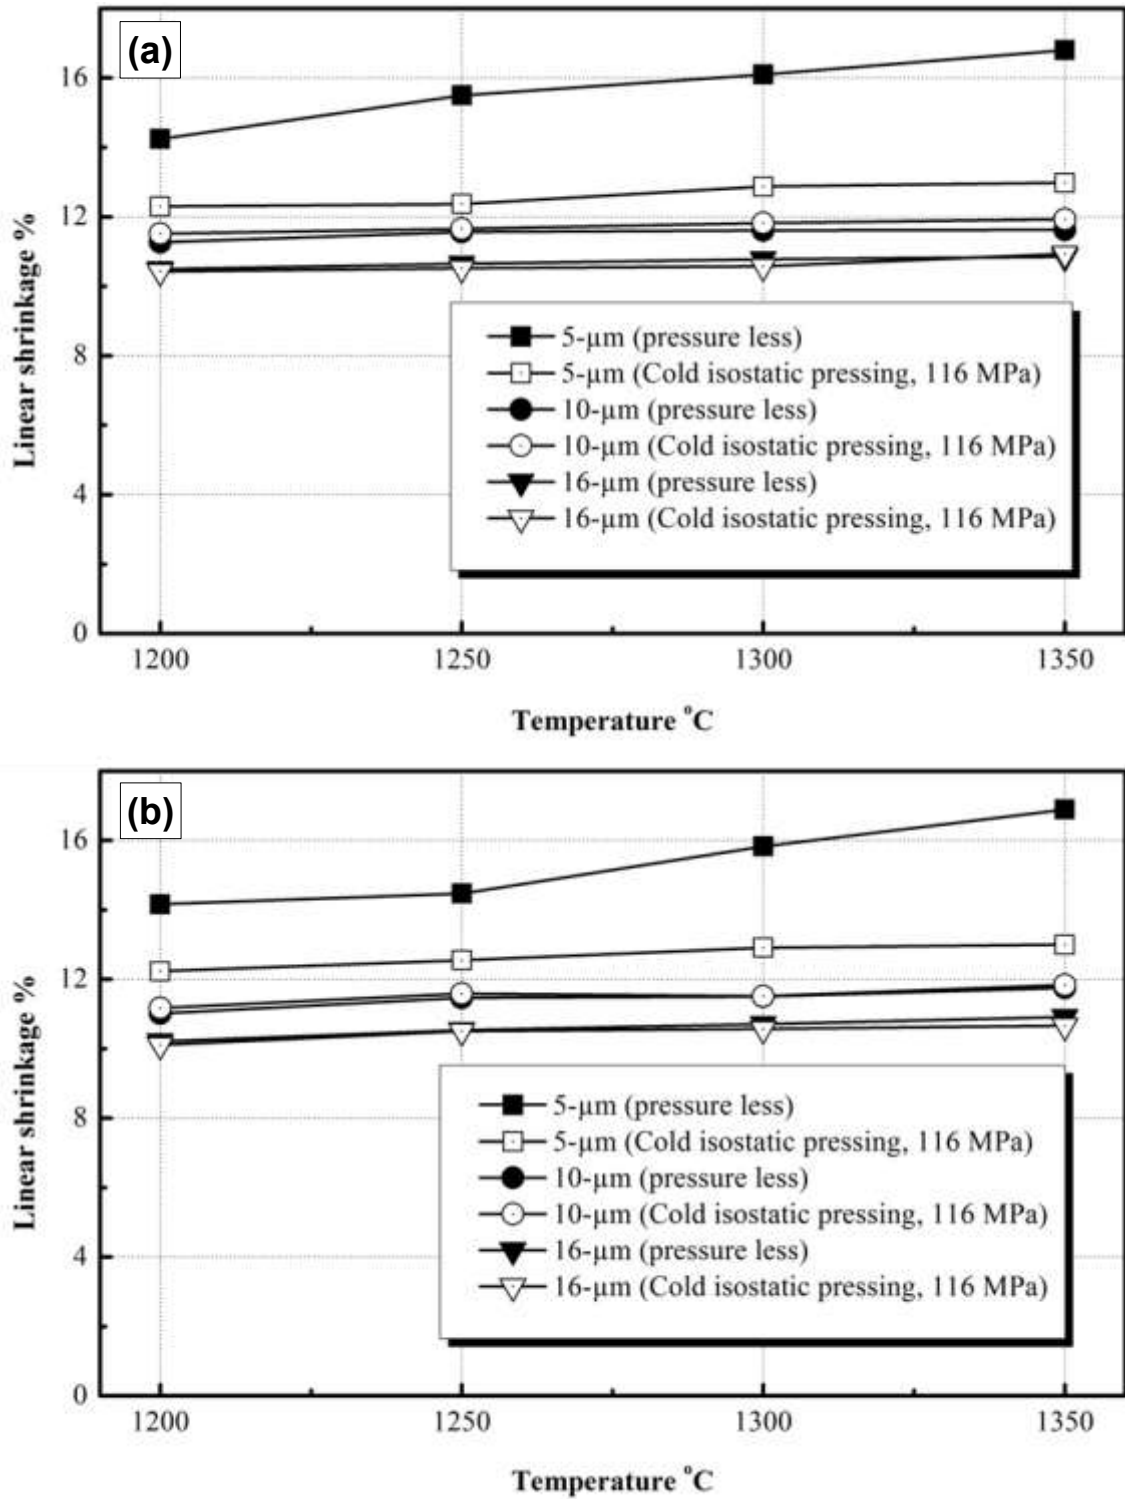 (a)
16
12
8
4
0
Linear shrinkage %
5-µm (pressure less)
5-µm (Cold isostatic pressing, 116 MPa)
10-µm (pressure less)
10-µm (Cold isostatic pressing, 116 MPa)
16-µm (pressure less)
16-µm (Cold isostatic pressing, 116 MPa)
1200 1250 1300 1350
Temperature °C
(b)
16
12
8
4
0
Linear shrinkage %
5-µm (pressure less)
5-µm (Cold isostatic pressing, 116 MPa)
10-µm (pressure less)
10-µm (Cold isostatic pressing, 116 MPa)
16-µm (pressure less)
16-µm (Cold isostatic pressing, 116 MPa)
1200 1250 1300 1350
Temperature °C